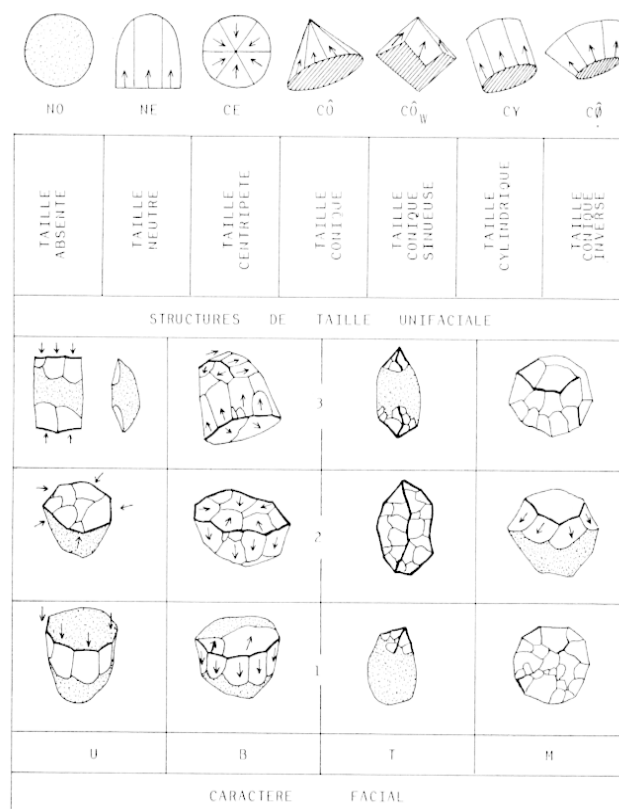 NO NE CE CÔ CÔW CY CÔ̷
TAILLE ABSENTE
TAILLE NEUTRE
TAILLE CENTRIPETE
TAILLE CONIQUE
TAILLE CONIQUE SINUEUSE
TAILLE CYLINDRIQUE
TAILLE CONIQUE INVERSE
STRUCTURES DE TAILLE UNIFACIALE
3
2
1
U B T M
CARACTERE FACIAL